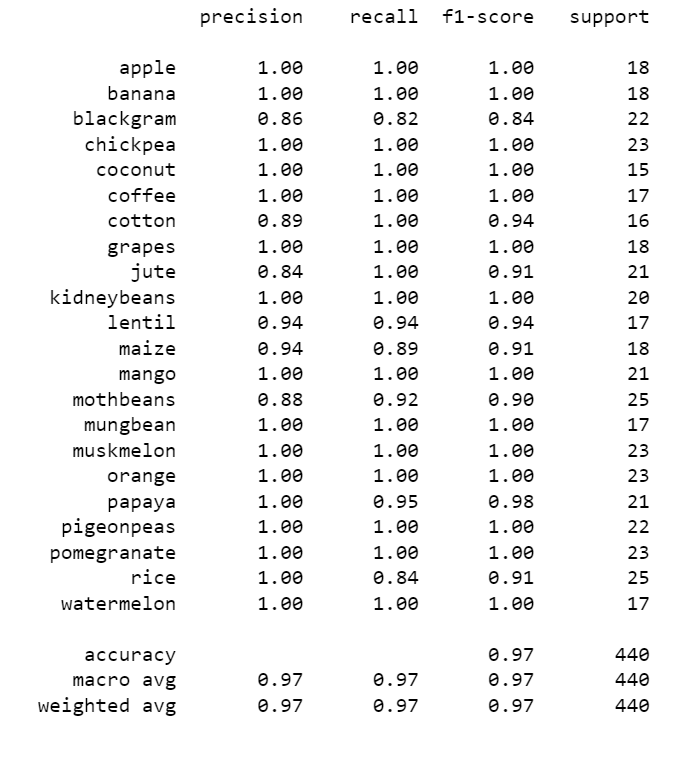 precision recall f1-score support
apple 1.00 1.00 1.00 18
banana 1.00 1.00 1.00 18
blackgram 0.86 0.82 0.84 22
chickpea 1.00 1.00 1.00 23
coconut 1.00 1.00 1.00 15
coffee 1.00 1.00 1.00 17
cotton 0.89 1.00 0.94 16
grapes 1.00 1.00 1.00 18
jute 0.84 1.00 0.91 21
kidneybeans 1.00 1.00 1.00 20
lentil 0.94 0.94 0.94 17
maize 0.94 0.89 0.91 18
mango 1.00 1.00 1.00 21
mothbeans 0.88 0.92 0.90 25
mungbean 1.00 1.00 1.00 17
muskmelon 1.00 1.00 1.00 23
orange 1.00 1.00 1.00 23
papaya 1.00 0.95 0.98 21
pigeonpeas 1.00 1.00 1.00 22
pomegranate 1.00 1.00 1.00 23
rice 1.00 0.84 0.91 25
watermelon 1.00 1.00 1.00 17
accuracy 0.97 440
macro avg 0.97 0.97 0.97 440
weighted avg 0.97 0.97 0.97 440